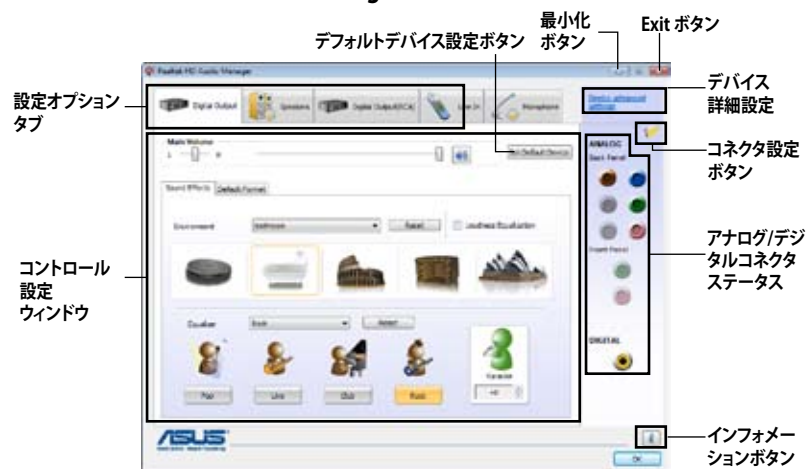 最小化
ボタン
Exit ボタン
デフォルトデバイス設定ボタン
設定オプション
タブ
デバイス
詳細設定
コネクタ設定
ボタン
アナログ/デジ
タルコネクタ
ステータス
コントロール
設定
ウィンドウ
インフォメー
ションボタン
Realtek HD Audio Manager
Digital Output
Speakers
Digital Output(RCA)
Line In
Microphone
Device advanced
settings
Main Volume
L
R
Set Default Device
ANALOG
Back Panel
Sound Effects
Default Format
Environment
Bathroom
Reset
Loudness Equalization
Front Panel
Equalizer
Rock
Reset
Pop
Live
Club
Rock
Karaoke
+0
DIGITAL
ASUS
OK